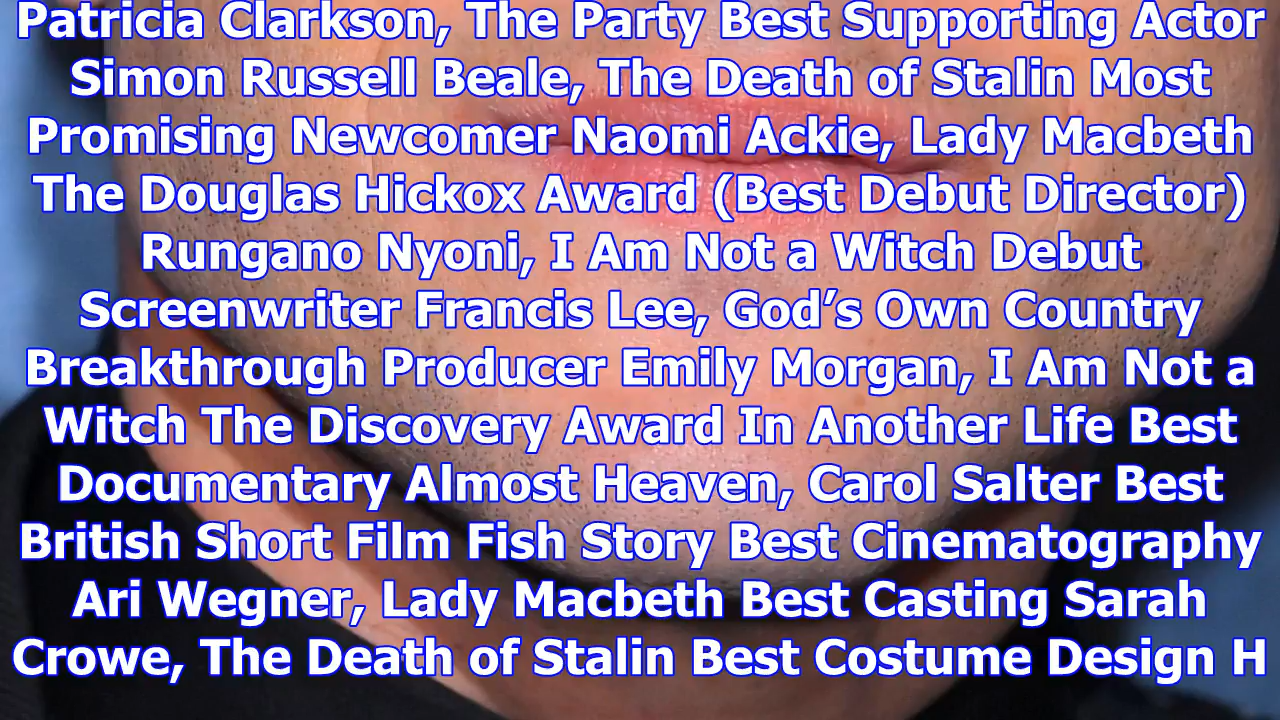 Patricia Clarkson, The Party Best Supporting Actor
Simon Russell Beale, The Death of Stalin Most
Promising Newcomer Naomi Ackie, Lady Macbeth
The Douglas Hickox Award (Best Debut Director)
Rungano Nyoni, I Am Not a Witch Debut
Screenwriter Francis Lee, God’s Own Country
Breakthrough Producer Emily Morgan, I Am Not a
Witch The Discovery Award In Another Life Best
Documentary Almost Heaven, Carol Salter Best
British Short Film Fish Story Best Cinematography
Ari Wegner, Lady Macbeth Best Casting Sarah
Crowe, The Death of Stalin Best Costume Design H